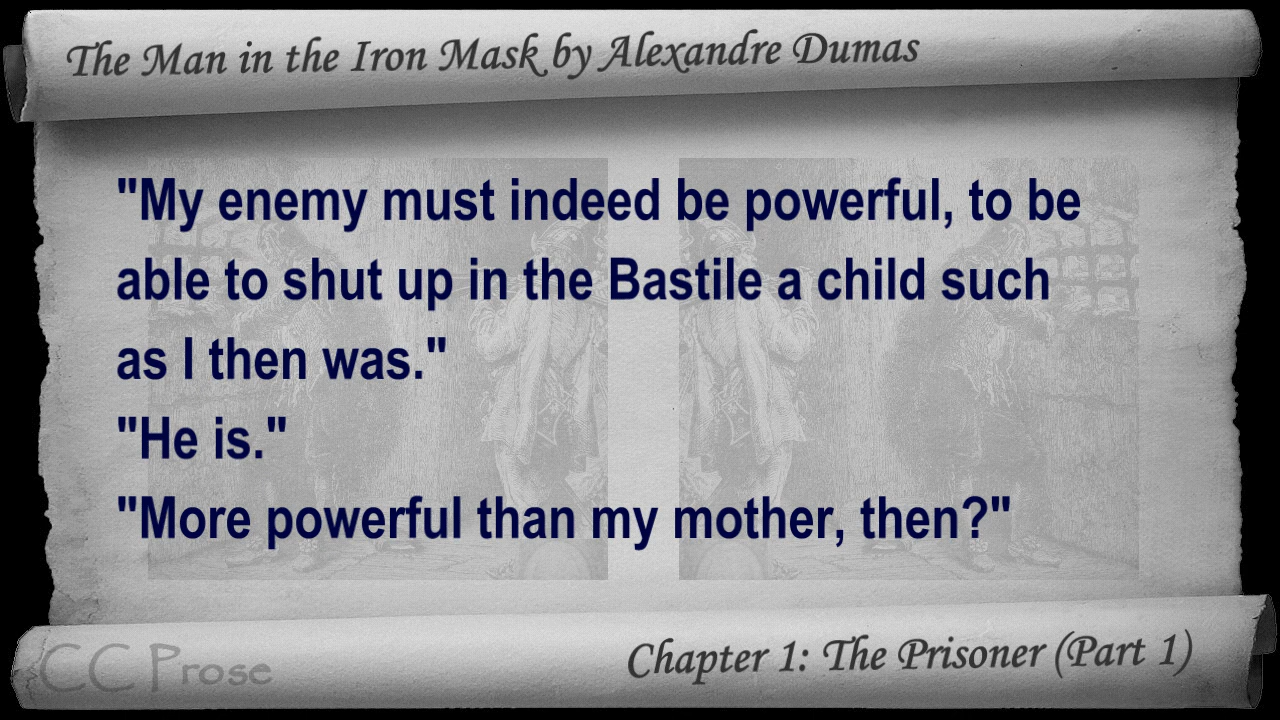 The Man in the Iron Mask by Alexandre Dumas
"My enemy must indeed be powerful, to be
able to shut up in the Bastile a child such
as I then was."
"He is."
"More powerful than my mother, then?"
CC Prose
Chapter 1: The Prisoner (Part 1)